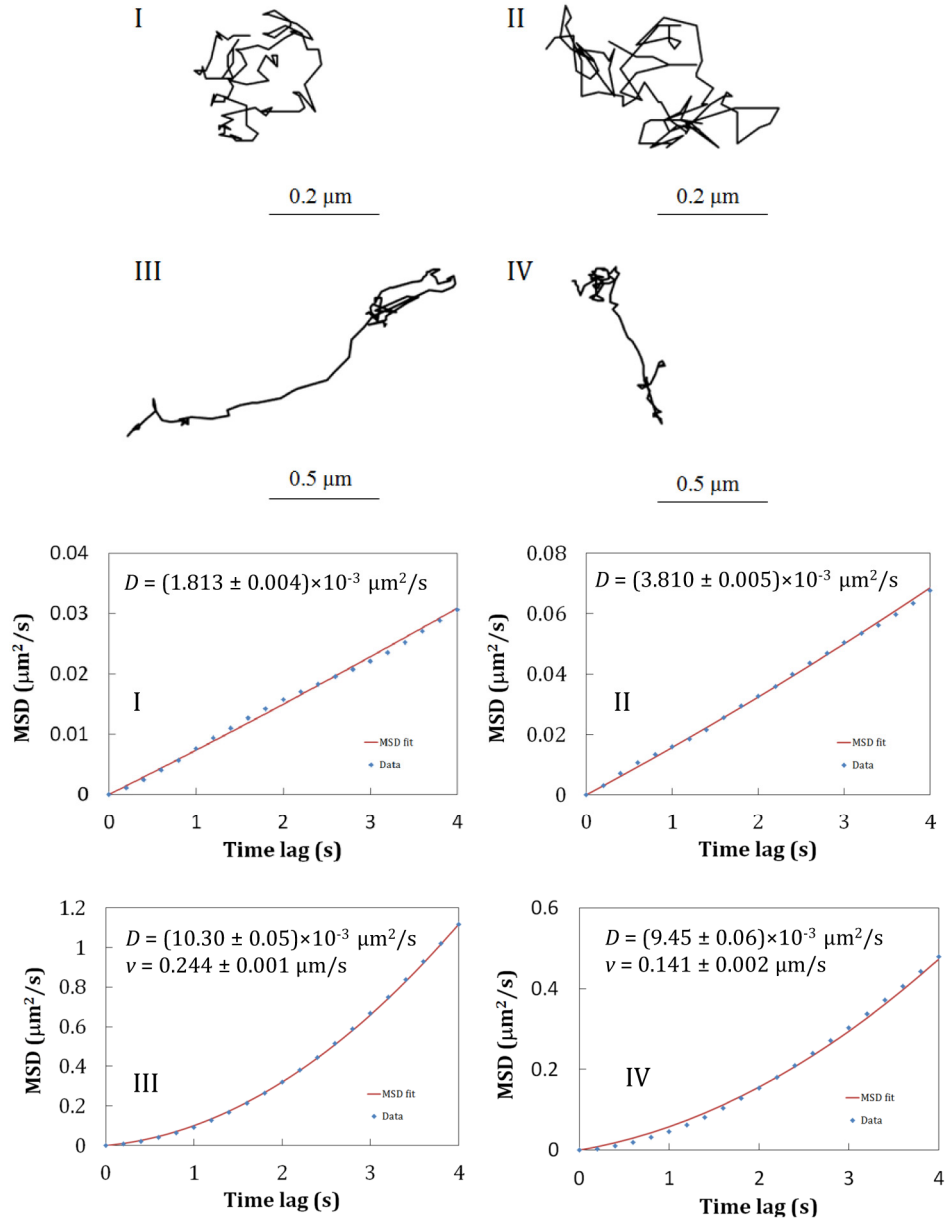 I
II
0.2 μm
0.2 μm
III
IV
0.5 μm
0.5 μm
0.04
0.03
0.02
0.01
0
MSD (μm²/s)
D = (1.813 ± 0.004)×10⁻³ μm²/s
I
MSD fit
Data
0 1 2 3 4
Time lag (s)
0.08
0.06
0.04
0.02
0
MSD (μm²/s)
D = (3.810 ± 0.005)×10⁻³ μm²/s
II
MSD fit
Data
0 1 2 3 4
Time lag (s)
1.2
1
0.8
0.6
0.4
0.2
0
MSD (μm²/s)
D = (10.30 ± 0.05)×10⁻³ μm²/s
v = 0.244 ± 0.001 μm/s
III
MSD fit
Data
0 1 2 3 4
Time lag (s)
0.6
0.4
0.2
0
MSD (μm²/s)
D = (9.45 ± 0.06)×10⁻³ μm²/s
v = 0.141 ± 0.002 μm/s
IV
MSD fit
Data
0 1 2 3 4
Time lag (s)